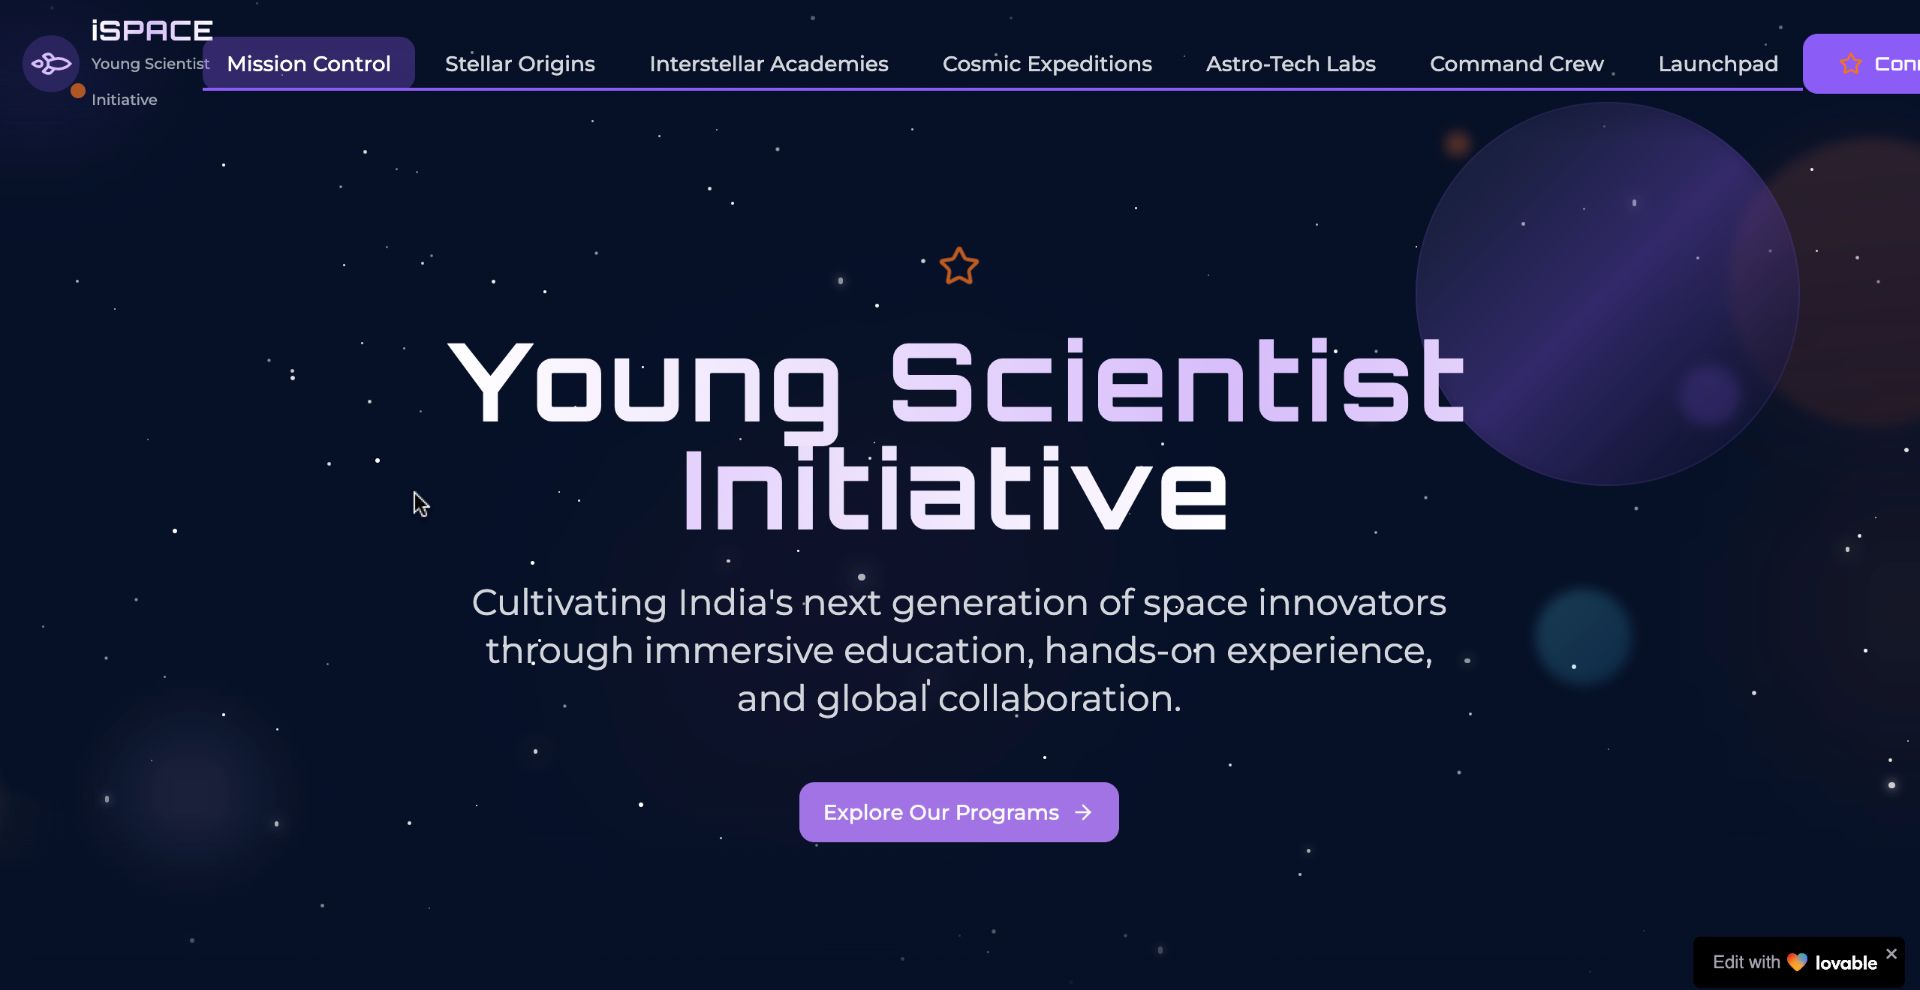 iSPACE
Young Scientist
Initiative
Mission Control
Stellar Origins
Interstellar Academies
Cosmic Expeditions
Astro-Tech Labs
Command Crew
Launchpad
Young Scientist
Initiative
Cultivating India's next generation of space innovators
through immersive education, hands-on experience,
and global collaboration.
Explore Our Programs
Edit with lovable